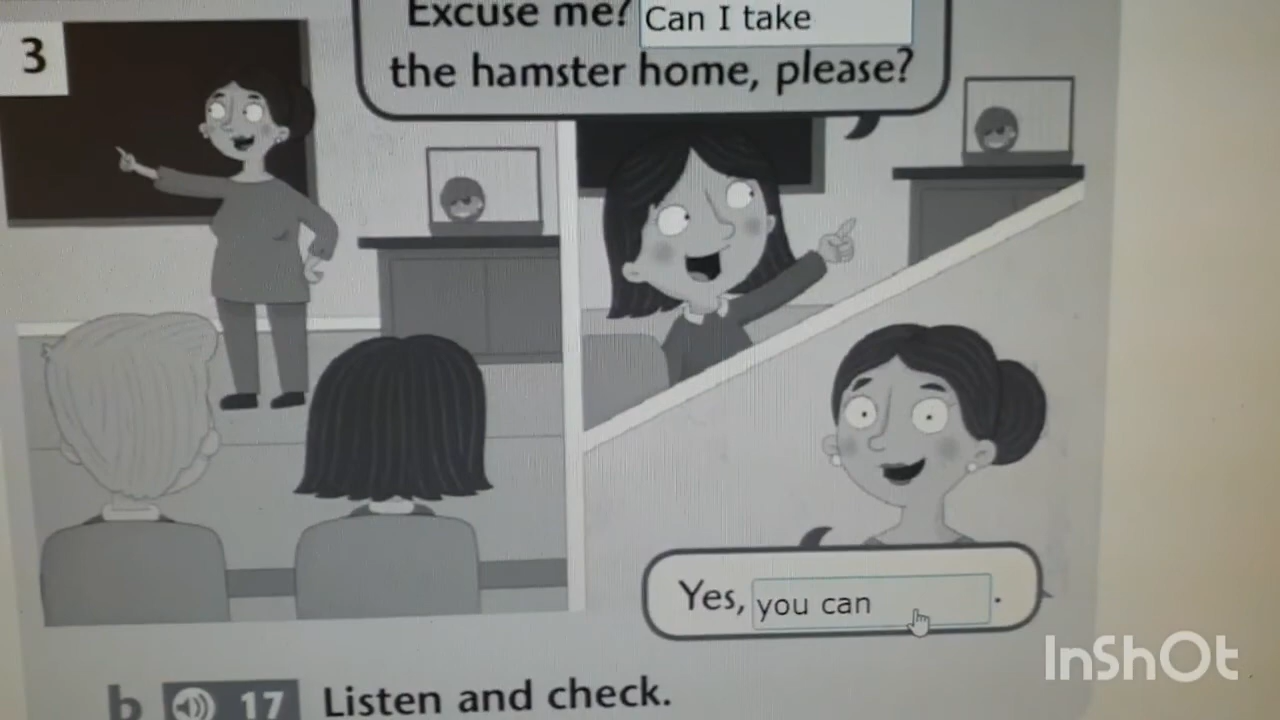 3
Excuse me? Can I take
the hamster home, please?
Yes, you can.
b 17 Listen and check.
InShOt